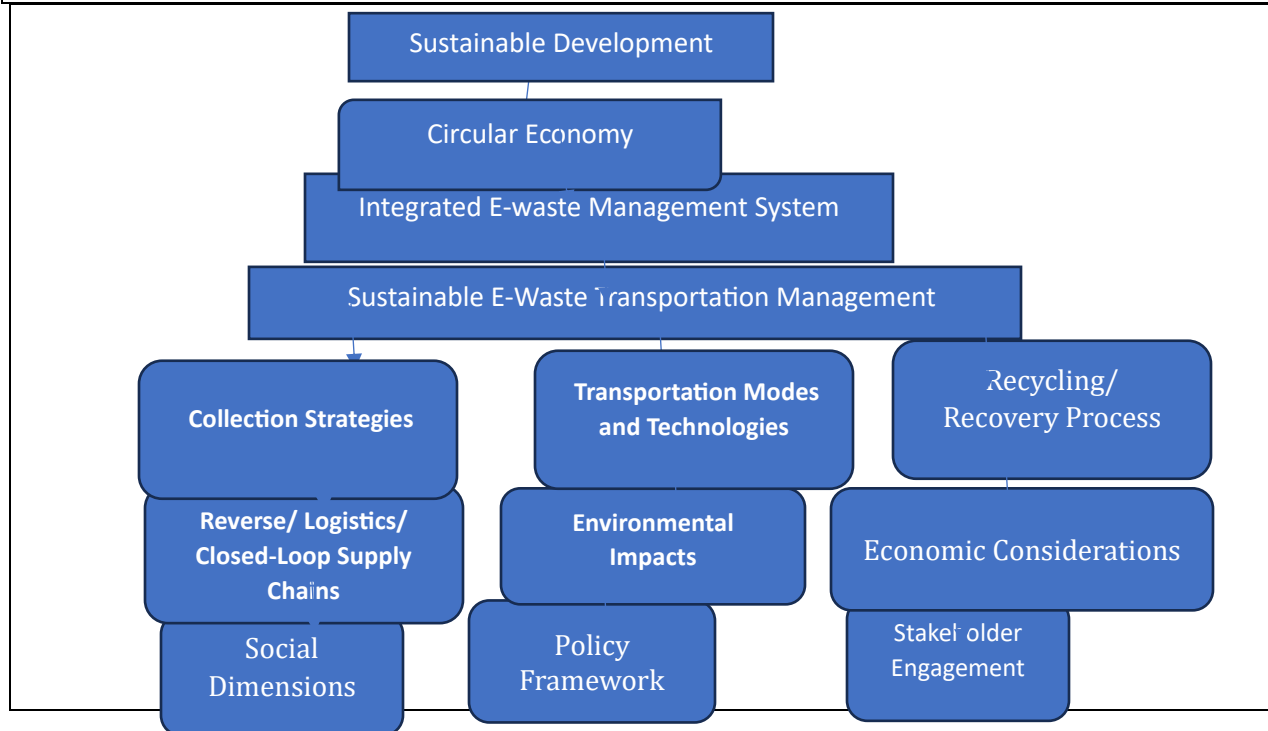 Sustainable Development
Circular Economy
Integrated E-waste Management System
Sustainable E-Waste Transportation Management
Collection Strategies
Transportation Modes
and Technologies
Recycling/
Recovery Process
Reverse/ Logistics/
Closed-Loop Supply
Chains
Environmental
Impacts
Economic Considerations
Social
Dimensions
Policy
Framework
Stakeholder
Engagement